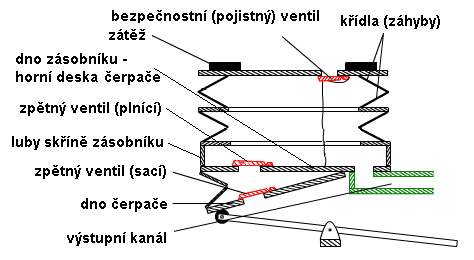 bezpečnostní (pojistný) ventil
zátěž
křídla (záhyby)
dno zásobníku -
horní deska čerpače
zpětný ventil (plnící)
luby skříně zásobníku
zpětný ventil (sací)
dno čerpače
výstupní kanál